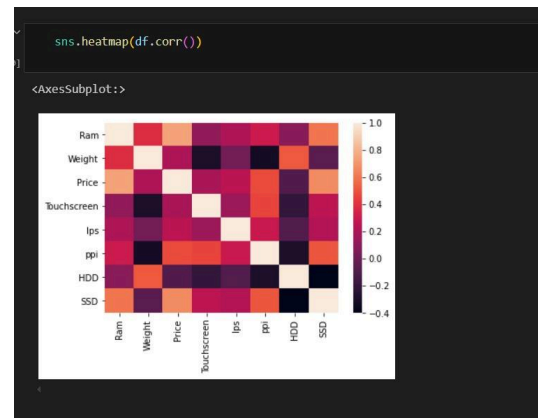 sns.heatmap(df.corr())
<AxesSubplot:>
1.0
Ram
0.8
Weight
0.6
Price
Touchscreen
0.4
Ips
0.2
ppi
0.0
HDD
-0.2
SSD
-0.4
Ram
Weight
Price
Touchscreen
Ips
ppi
HDD
SSD